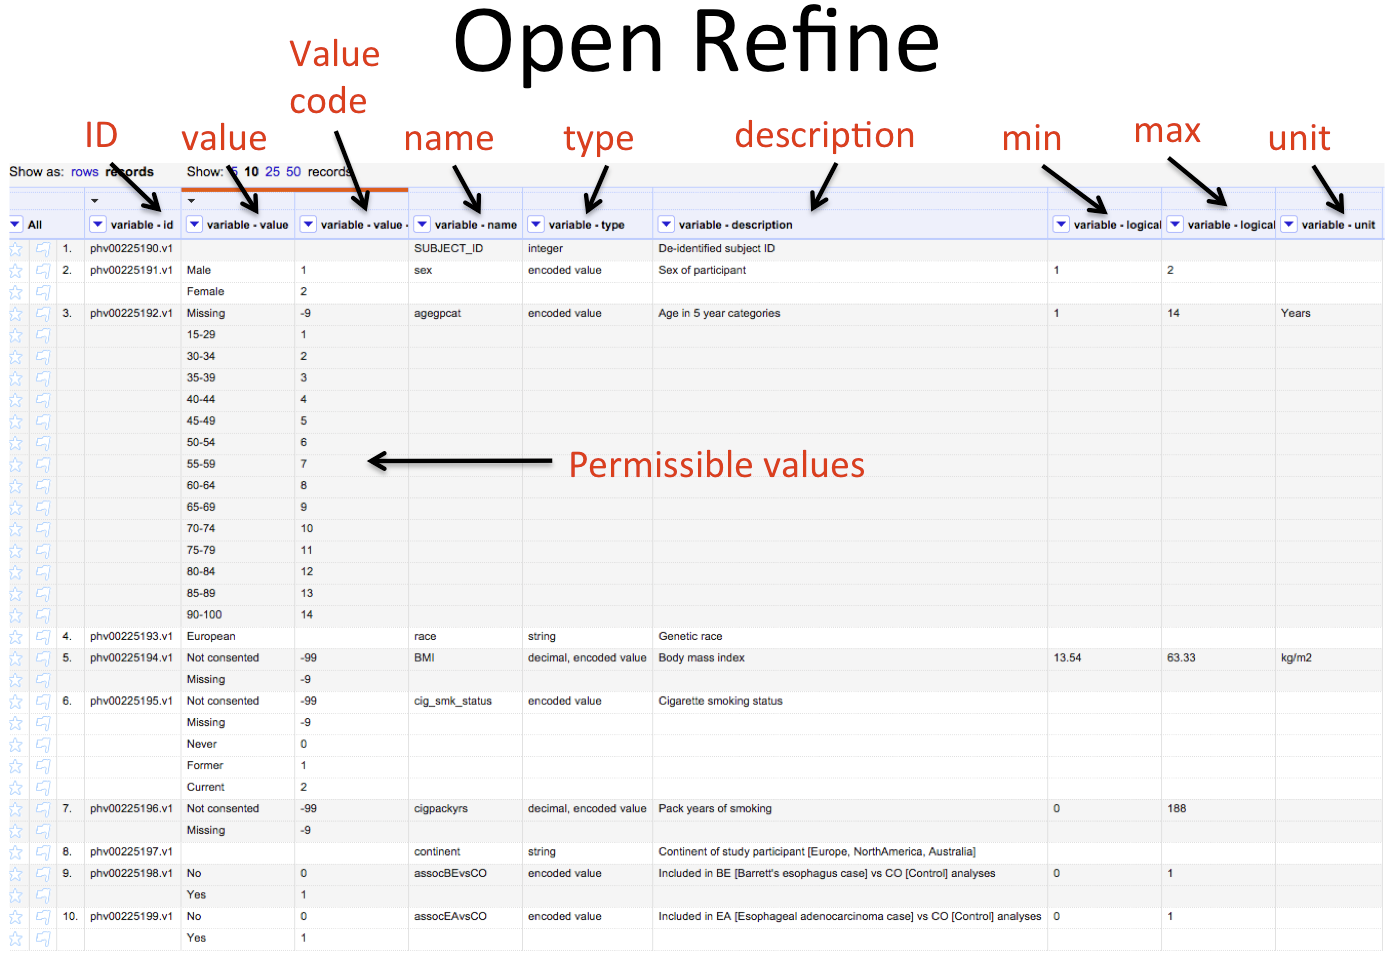 Open Refine
Value
code
ID value name type description min max unit
Show as: rows records Show: 5 10 25 50 records
All variable - id variable - value variable - value - variable - name variable - type variable - description variable - logical variable - logical variable - unit
1. phv00225190.v1 SUBJECT_ID integer De-identified subject ID
2. phv00225191.v1 Male 1 sex encoded value Sex of participant 1 2
Female 2
3. phv00225192.v1 Missing -9 agegpcat encoded value Age in 5 year categories 1 14 Years
15-29 1
30-34 2
35-39 3
40-44 4
45-49 5
50-54 6
55-59 7
Permissible values
60-64 8
65-69 9
70-74 10
75-79 11
80-84 12
85-89 13
90-100 14
4. phv00225193.v1 European race string Genetic race
5. phv00225194.v1 Not consented -99 BMI decimal, encoded value Body mass index 13.54 63.33 kg/m2
Missing -9
6. phv00225195.v1 Not consented -99 cig_smk_status encoded value Cigarette smoking status
Missing -9
Never 0
Former 1
Current 2
7. phv00225196.v1 Not consented -99 cigpackyrs decimal, encoded value Pack years of smoking 0 188
Missing -9
8. phv00225197.v1 continent string Continent of study participant [Europe, NorthAmerica, Australia]
9. phv00225198.v1 No 0 assocBEvsCO encoded value Included in BE [Barrett's esophagus case] vs CO [Control] analyses 0 1
Yes 1
10. phv00225199.v1 No 0 assocEAvsCO encoded value Included in EA [Esophageal adenocarcinoma case] vs CO [Control] analyses 0 1
Yes 1